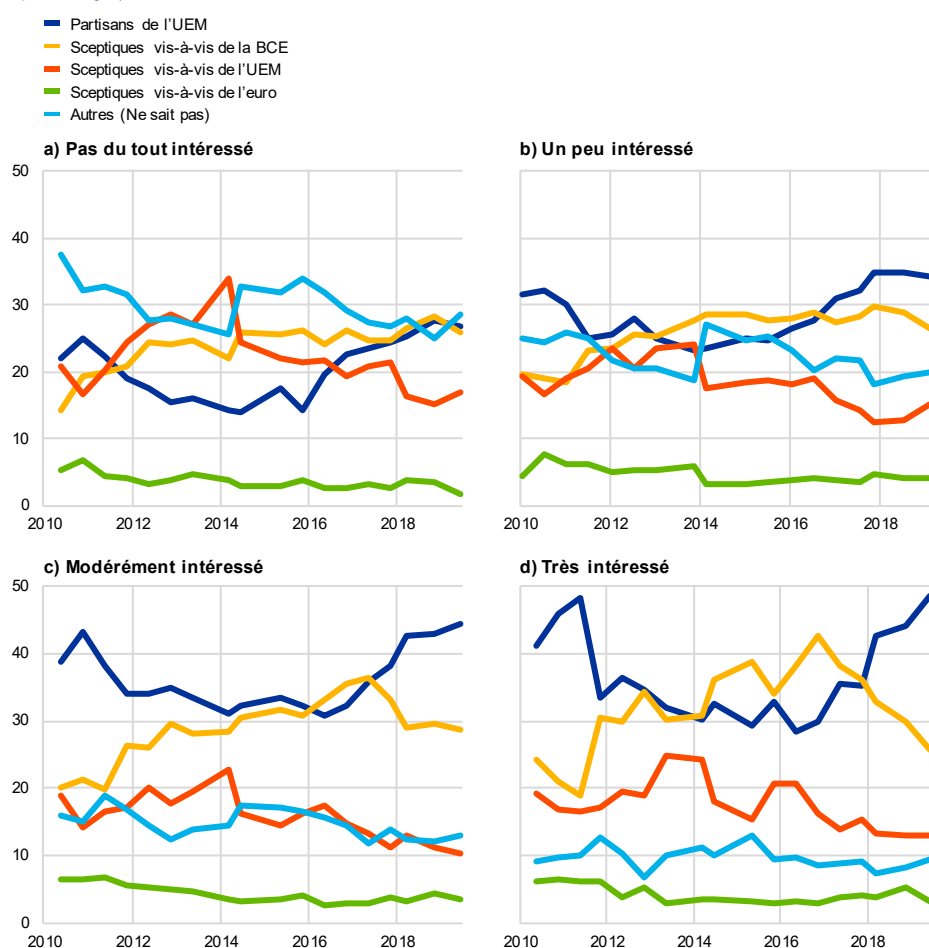 Partisans de l'UEM
Sceptiques vis-à-vis de la BCE
Sceptiques vis-à-vis de l'UEM
Sceptiques vis-à-vis de l'euro
Autres (Ne sait pas)
a) Pas du tout intéressé
50
40
30
20
10
0
2010 2012 2014 2016 2018
b) Un peu intéressé
2010 2012 2014 2016 2018
c) Modérément intéressé
50
40
30
20
10
0
2010 2012 2014 2016 2018
d) Très intéressé
2010 2012 2014 2016 2018